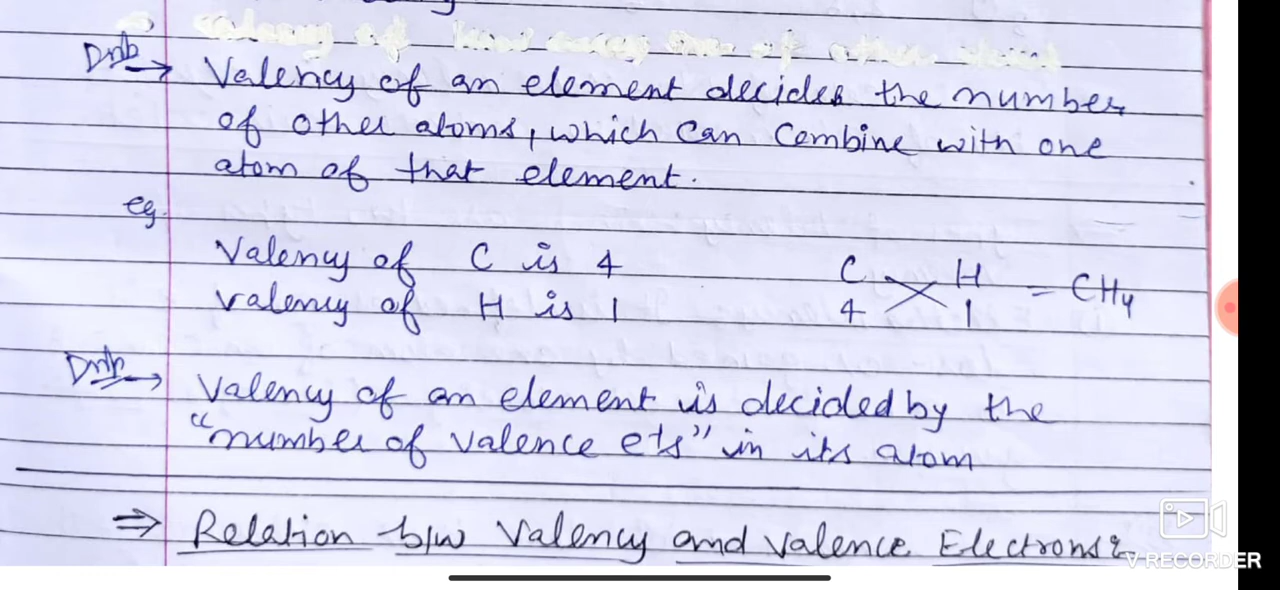 Imp → Valency of an element decides the number
of other atoms, which can combine with one
atom of that element.
eg.
Valency of C is 4
C H = CH4
valency of H is 1
4 1
Imp → Valency of an element is decided by the
"number of valence e's" in its atom
⇒ Relation b/w Valency and Valence Electrons:
V RECORDER